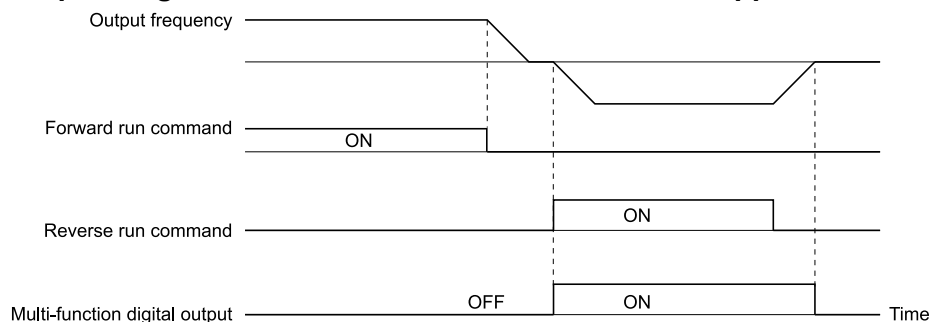 Output frequency
Forward run command
ON
Reverse run command
ON
Multi-function digital output
OFF
ON
Time